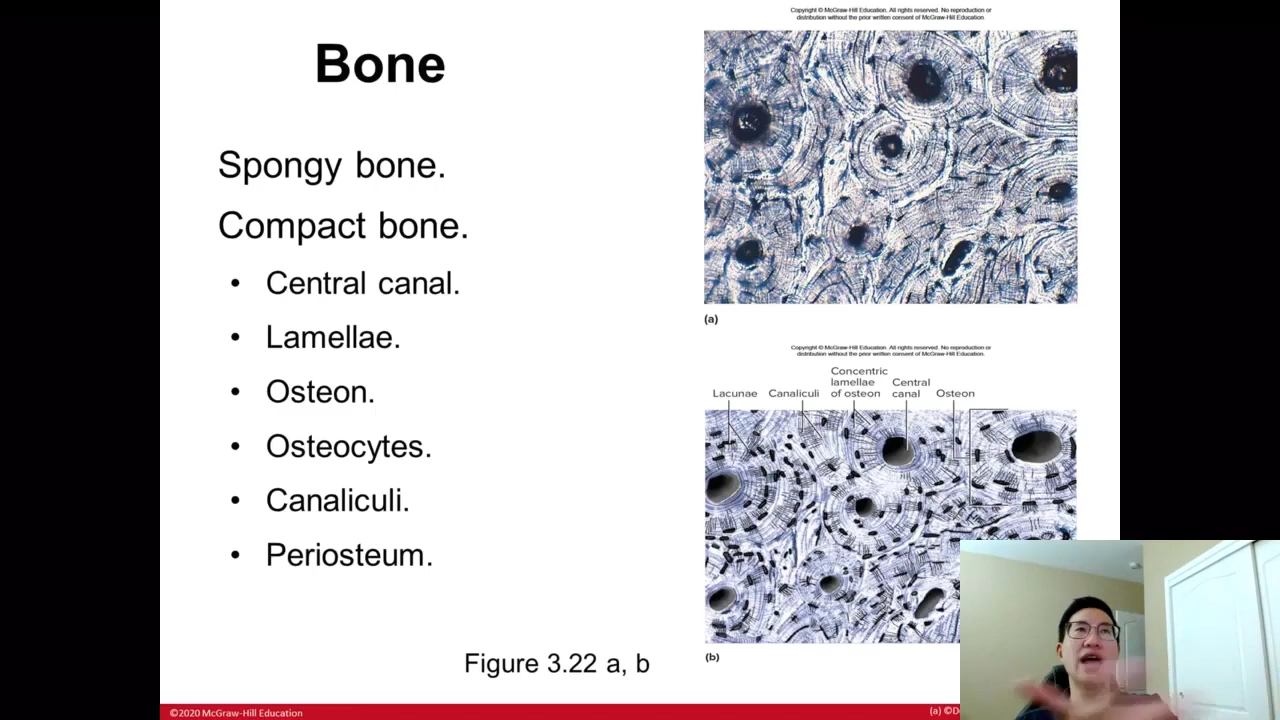 Bone
Spongy bone.
Compact bone.
• Central canal.
• Lamellae.
• Osteon.
• Osteocytes.
• Canaliculi.
• Periosteum.
Figure 3.22 a, b
Copyright © McGraw-Hill Education. All rights reserved. No reproduction or
distribution without the prior written consent of McGraw-Hill Education.
(a)
Copyright © McGraw-Hill Education. All rights reserved. No reproduction or
distribution without the prior written consent of McGraw-Hill Education.
Concentric
lamellae
of osteon
Central
canal
Lacunae
Canaliculi
Osteon
(b)
©2020 McGraw-Hill Education
(a)